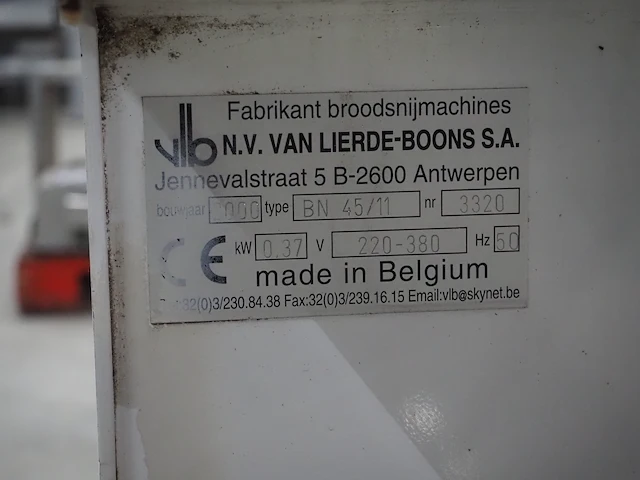 vlb
Fabrikant broodsnijmachines
N.V. VAN LIERDE-BOONS S.A.
Jennevalstraat 5 B-2600 Antwerpen
bouwjaar type BN 45/11 nr 3320
CE kW 0.37 V 220-380 Hz 50
made in Belgium
Fax:32(0)3/239.16.15 Email:vlb@skynet.be